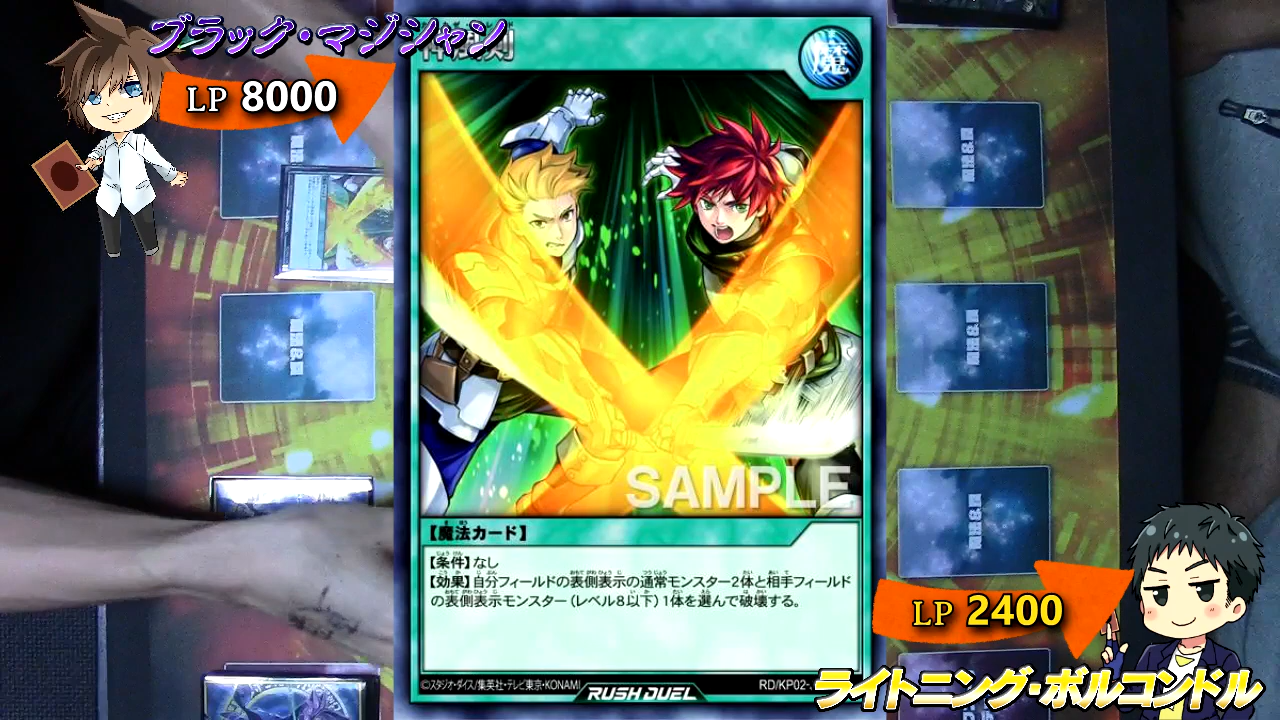 ブラック・マジシャン
LP 8000
魔
SAMPLE
【魔法カード】
【条件】なし
【効果】自分フィールドの表側表示の通常モンスター2体と相手フィールド
の表側表示モンスター(レベル8以下)1体を選んで破壊する。
©スタジオ・ダイス/集英社・テレビ東京・KONAMI
RUSH DUEL
RD/KP02-
LP 2400
ライトニング・ボルコンドル